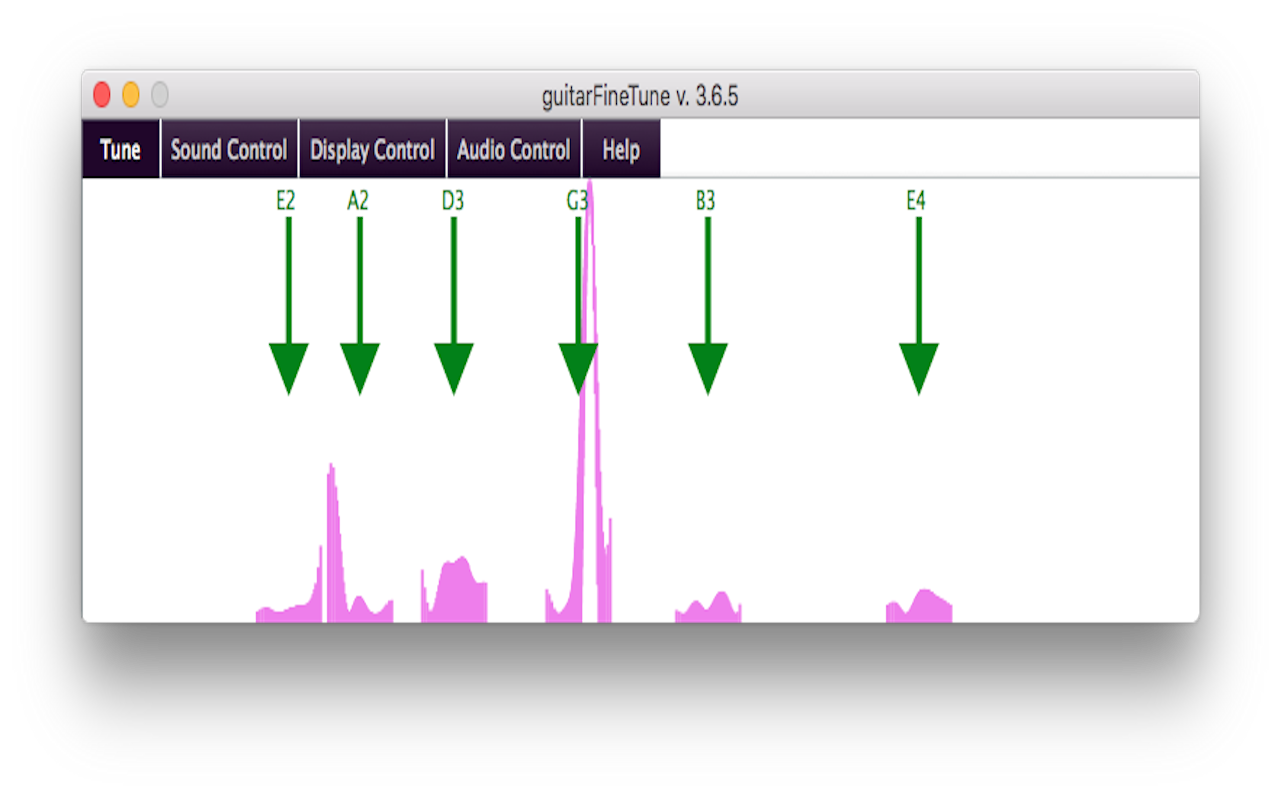 guitarFineTune v. 3.6.5
Tune Sound Control Display Control Audio Control Help
E2 A2 D3 G3 B3 E4